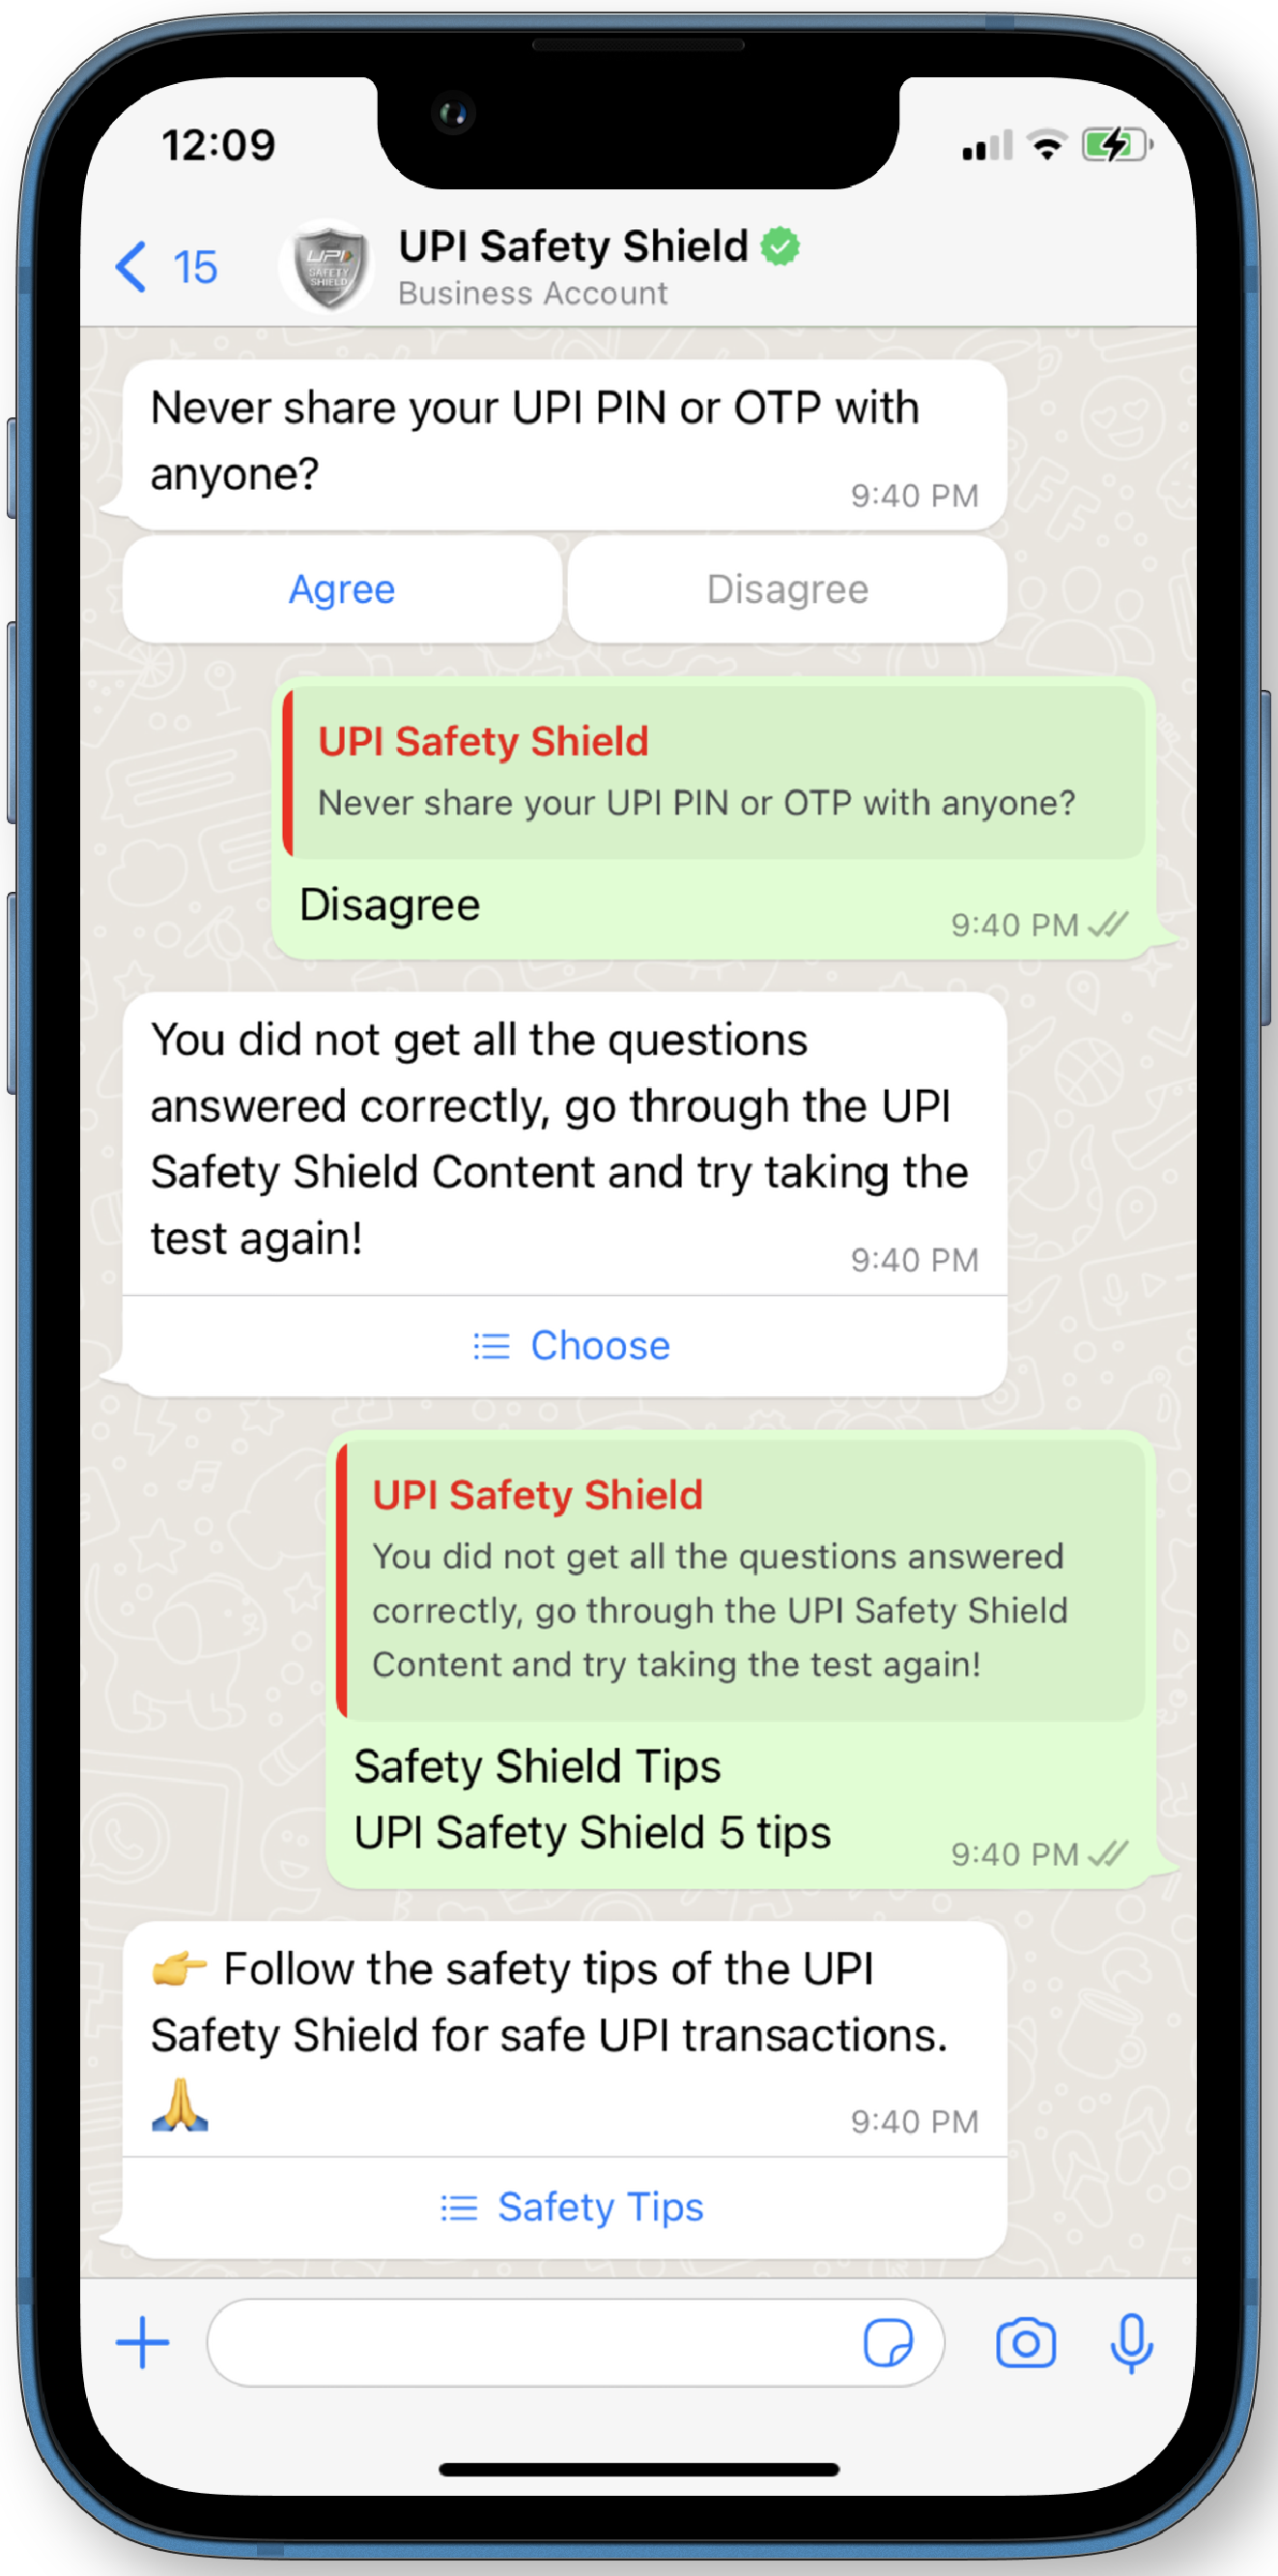 12:09
15
UPI
SAFETY
SHIELD
UPI Safety Shield
Business Account
Never share your UPI PIN or OTP with
anyone?
9:40 PM
Agree
Disagree
UPI Safety Shield
Never share your UPI PIN or OTP with anyone?
Disagree
9:40 PM
You did not get all the questions
answered correctly, go through the UPI
Safety Shield Content and try taking the
test again!
9:40 PM
Choose
UPI Safety Shield
You did not get all the questions answered
correctly, go through the UPI Safety Shield
Content and try taking the test again!
Safety Shield Tips
UPI Safety Shield 5 tips
9:40 PM
👉 Follow the safety tips of the UPI
Safety Shield for safe UPI transactions.
🙏
9:40 PM
Safety Tips